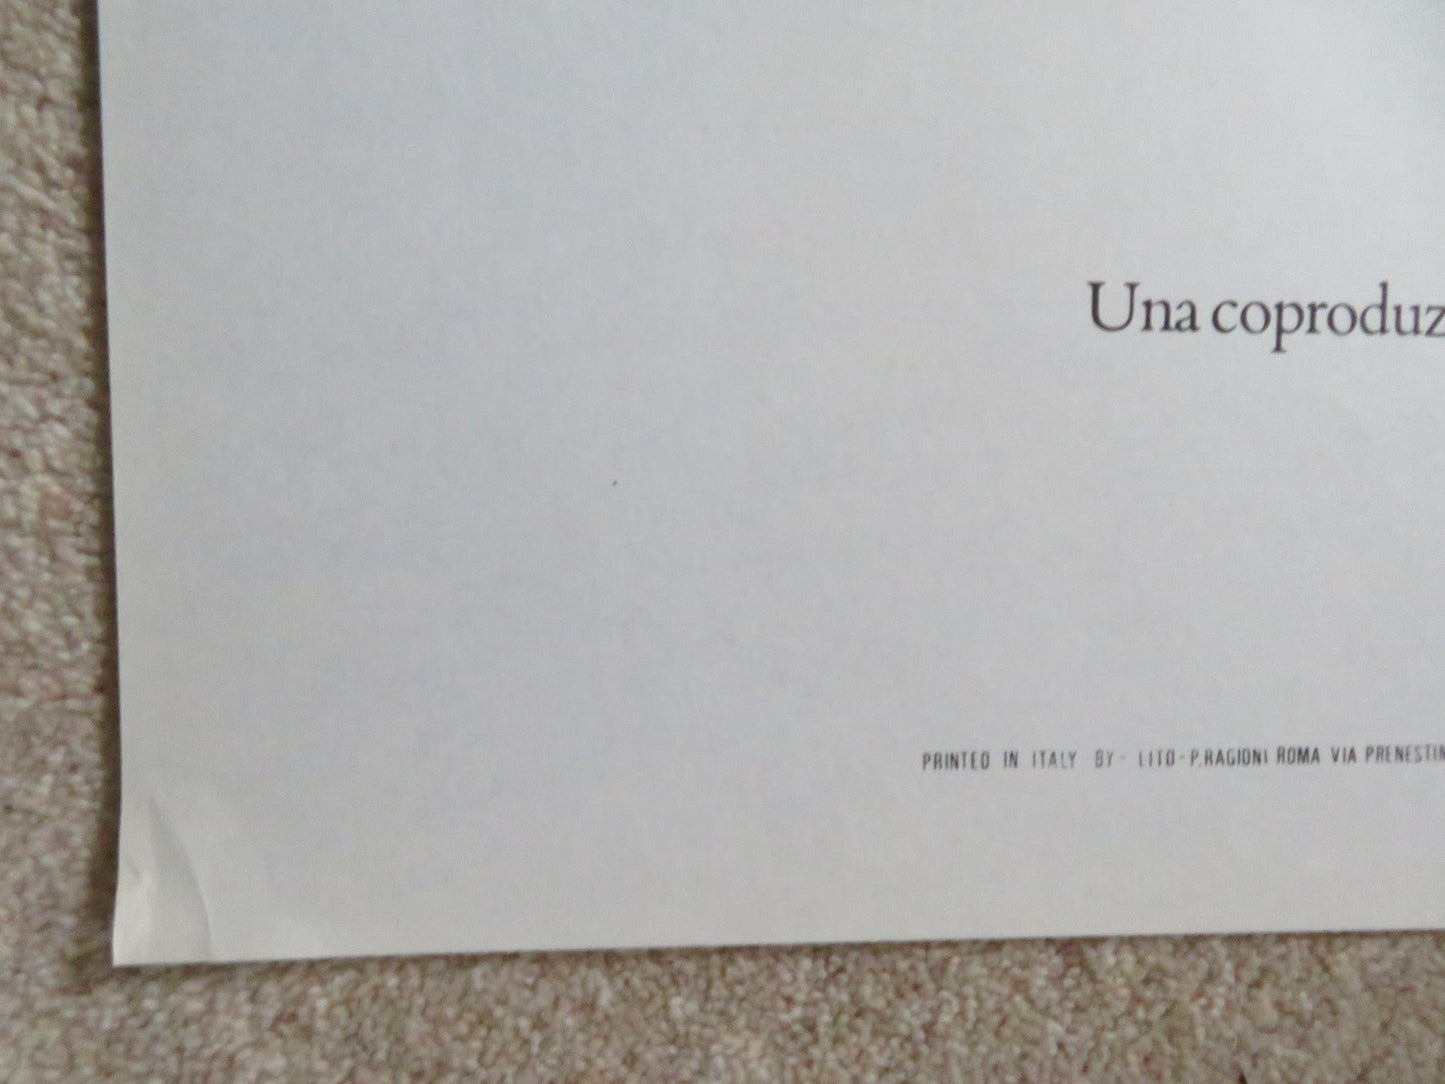 Una coproduz
PRINTED IN ITALY BY - LITO - P. RAGIONI ROMA VIA PRENESTIN